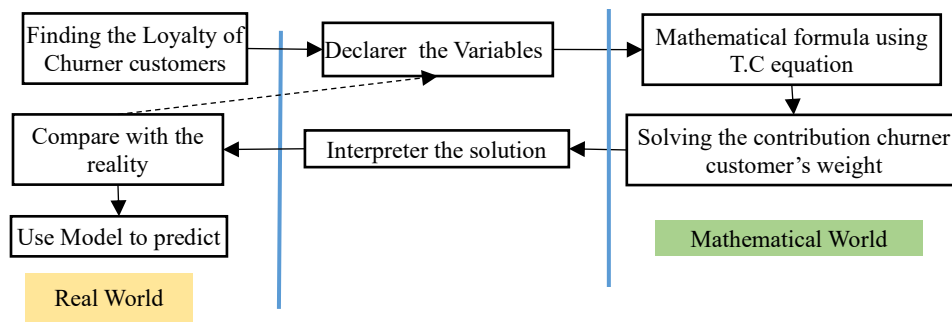 Finding the Loyalty of
Churner customers
Declarer the Variables
Mathematical formula using
T.C equation
Compare with the
reality
Interpreter the solution
Solving the contribution churner
customer’s weight
Use Model to predict
Mathematical World
Real World